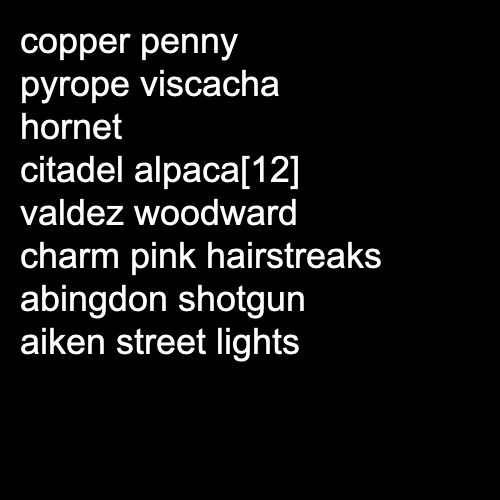 copper penny
pyrope viscacha
hornet
citadel alpaca[12]
valdez woodward
charm pink hairstreaks
abingdon shotgun
aiken street lights